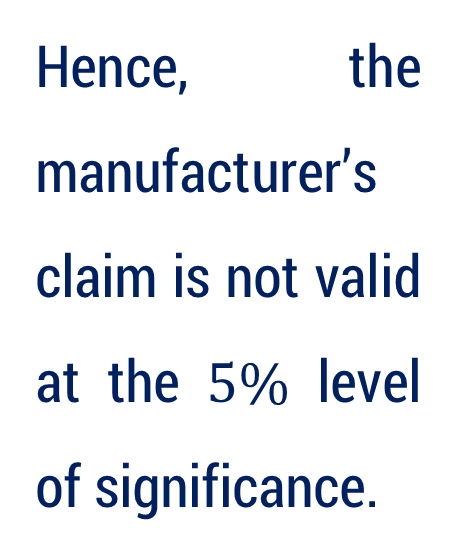 Hence, the
manufacturer’s
claim is not valid
at the 5% level
of significance.